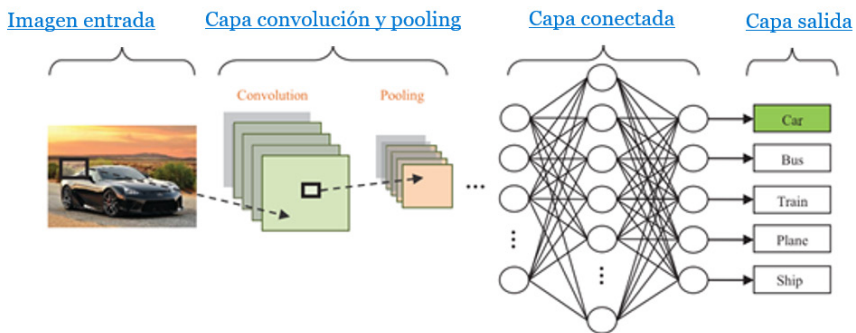 Imagen entrada
Capa convolución y pooling
Capa conectada
Capa salida
Convolution
Pooling
Car
Bus
Train
Plane
Ship